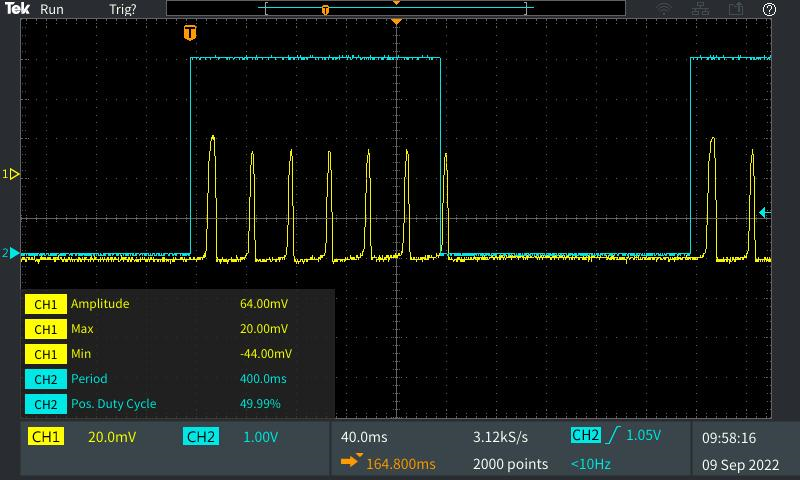 Tek Run Trig?
T
T
1
2
CH1 Amplitude 64.00mV
CH1 Max 20.00mV
CH1 Min -44.00mV
CH2 Period 400.0ms
CH2 Pos. Duty Cycle 49.99%
CH1 20.0mV CH2 1.00V 40.0ms 3.12kS/s CH2 1.05V 09:58:16
164.800ms 2000 points <10Hz 09 Sep 2022